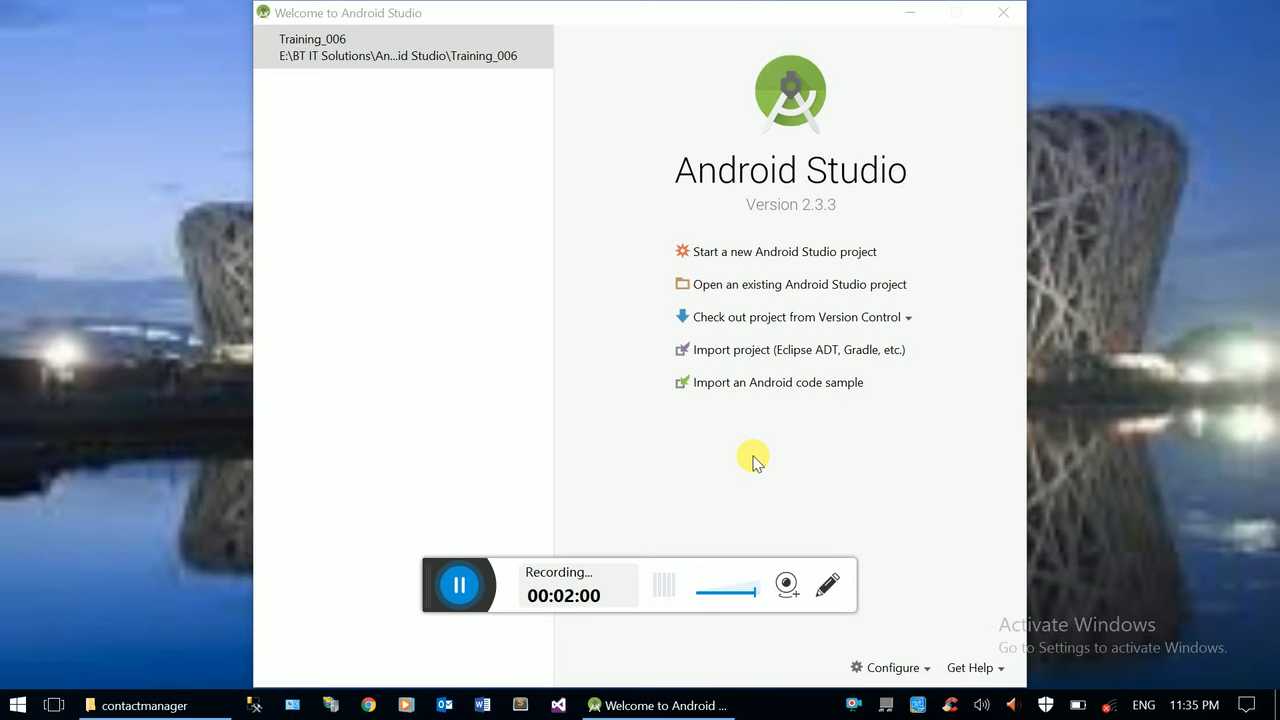 Welcome to Android Studio
Training_006
E:\BT IT Solutions\An...id Studio\Training_006
Android Studio
Version 2.3.3
Start a new Android Studio project
Open an existing Android Studio project
Check out project from Version Control
Import project (Eclipse ADT, Gradle, etc.)
Import an Android code sample
Recording...
00:02:00
Activate Windows
Go to Settings to activate Windows.
Configure
Get Help
contactmanager
Welcome to Android ...
ENG
11:35 PM